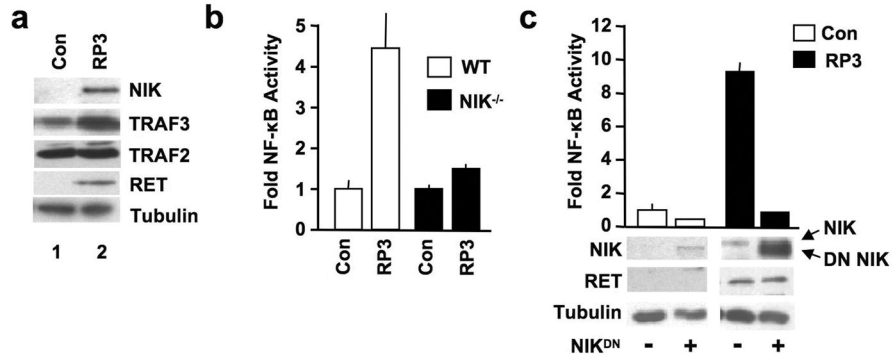 a
Con RP3
NIK
TRAF3
TRAF2
RET
Tubulin
1 2
b
Fold NF-κB Activity
5
4
3
2
1
0
WT
NIK-/-
Con RP3 Con RP3
c
Fold NF-κB Activity
12
10
8
6
4
2
0
Con
RP3
NIK
DN NIK
NIK
RET
Tubulin
NIKDN - + - +